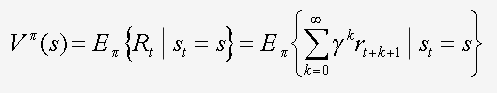 V^π(s) = E_π{R_t | s_t = s} = E_π{∑_{k=0}^{∞} γ^k r_{t+k+1} | s_t = s}